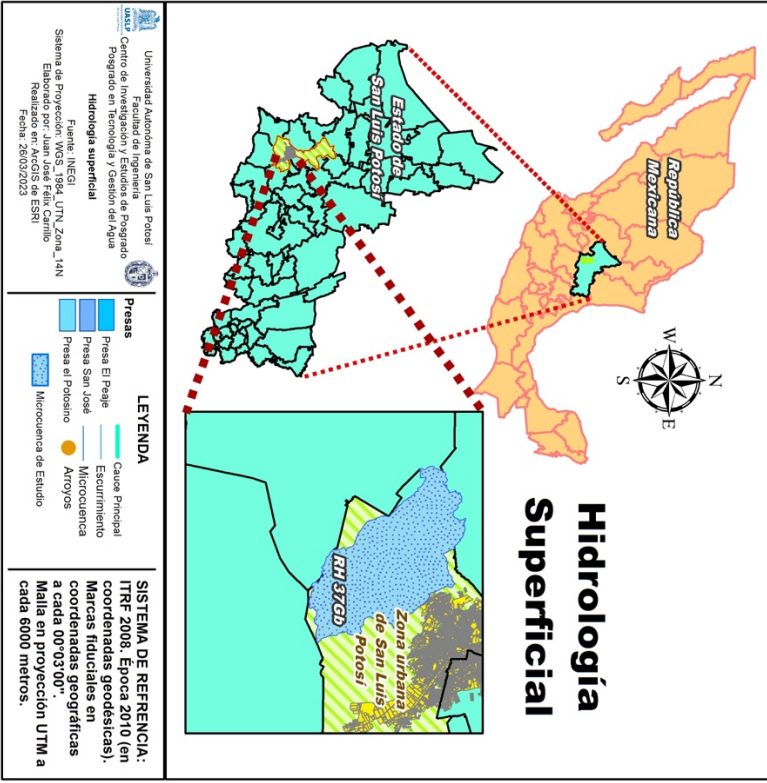 Hidrología
Superficial
N
W
E
S
República
Mexicana
Estado de
San Luis Potosí
RH 37Gb
Zona urbana
de San Luis
Potosí
UASLP
Universidad Autonóma de San Luis Potosí
Facultad de Ingeniería
Centro de Investigación y Estudios de Posgrado
Posgrado en Tecnología y Gestión del Agua
Hidrología superficial
Fuente: INEGI
Sistema de Proyección: WGS_1984_UTN_Zona_14N
Elaborado por: Juan José Félix Carrillo
Realizado en: ArcGIS de ESRI
Fecha: 26/03/2023
LEYENDA
Presas
Presa El Peaje
Presa San José
Presa el Potosino
Cauce Principal
Escurrimiento
Microcuenca
Arroyos
Microcuenca de Estudio
SISTEMA DE REFRENCIA:
ITRF 2008. Época 2010 (en
coordenadas geodésicas).
Marcas fiduciales en
coordenadas geográficas
a cada 00°03'00".
Malla en proyección UTM a
cada 6000 metros.